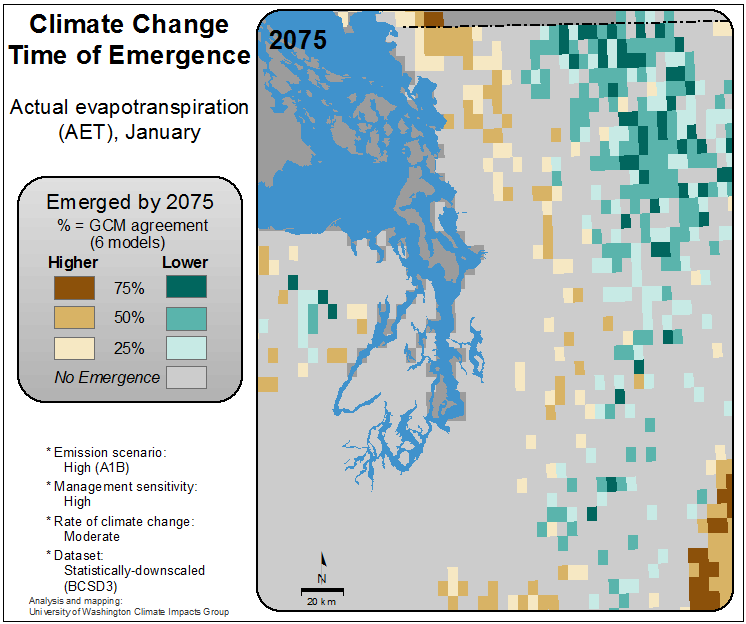 Climate Change
Time of Emergence
Actual evapotranspiration
(AET), January
Emerged by 2075
% = GCM agreement
(6 models)
Higher Lower
75%
50%
25%
No Emergence
* Emission scenario:
High (A1B)
* Management sensitivity:
High
* Rate of climate change:
Moderate
* Dataset:
Statistically-downscaled
(BCSD3)
Analysis and mapping:
University of Washington Climate Impacts Group
2075
N
20 km